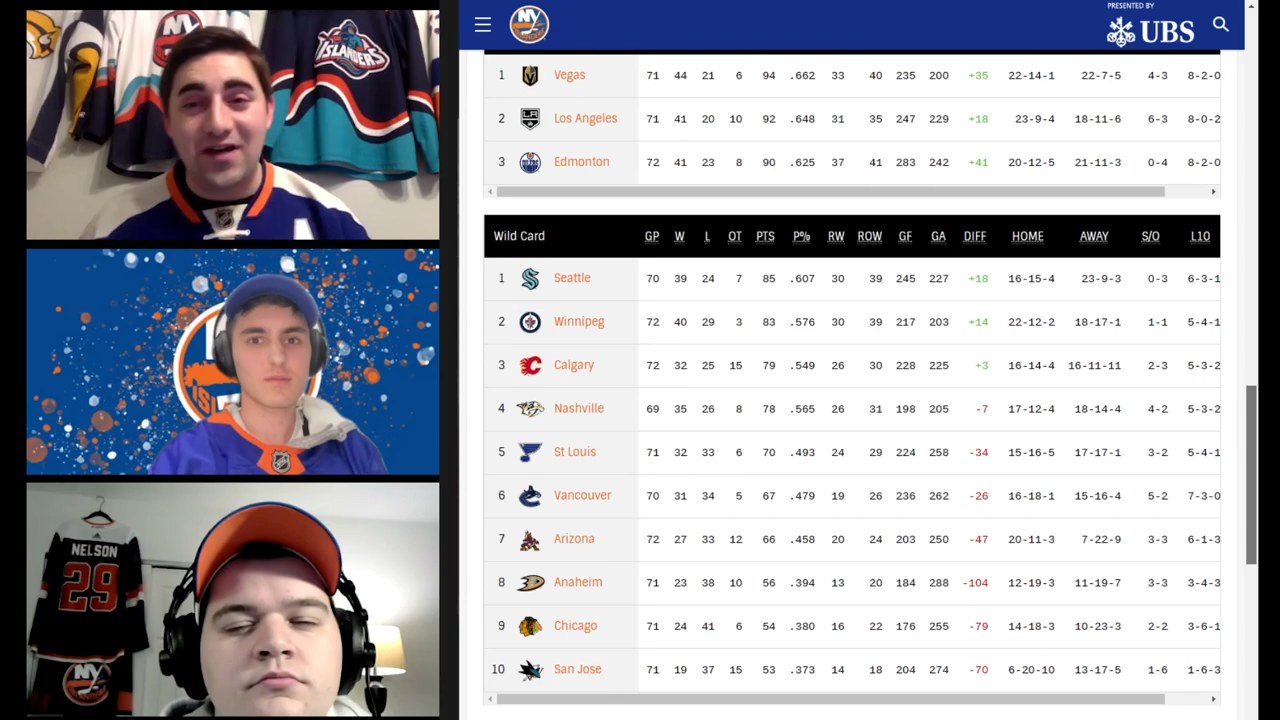 ISLANDERS
NY
NELSON
29
NY
NY
PRESENTED BY
UBS
1 Vegas 71 44 21 6 94 .662 33 40 235 200 +35 22-14-1 22-7-5 4-3 8-2-0
2 Los Angeles 71 41 20 10 92 .648 31 35 247 229 +18 23-9-4 18-11-6 6-3 8-0-2
3 Edmonton 72 41 23 8 90 .625 37 41 283 242 +41 20-12-5 21-11-3 0-4 8-2-0
Wild Card GP W L OT PTS P% RW ROW GF GA DIFF HOME AWAY S/O L10
1 Seattle 70 39 24 7 85 .607 30 39 245 227 +18 16-15-4 23-9-3 0-3 6-3-1
2 Winnipeg 72 40 29 3 83 .576 30 39 217 203 +14 22-12-2 18-17-1 1-1 5-4-1
3 Calgary 72 32 25 15 79 .549 26 30 228 225 +3 16-14-4 16-11-11 2-3 5-3-2
4 Nashville 69 35 26 8 78 .565 26 31 198 205 -7 17-12-4 18-14-4 4-2 5-3-2
5 St Louis 71 32 33 6 70 .493 24 29 224 258 -34 15-16-5 17-17-1 3-2 5-4-1
6 Vancouver 70 31 34 5 67 .479 19 26 236 262 -26 16-18-1 15-16-4 5-2 7-3-0
7 Arizona 72 27 33 12 66 .458 20 24 203 250 -47 20-11-3 7-22-9 3-3 6-1-3
8 Anaheim 71 23 38 10 56 .394 13 20 184 288 -104 12-19-3 11-19-7 3-3 3-4-3
9 Chicago 71 24 41 6 54 .380 16 22 176 255 -79 14-18-3 10-23-3 2-2 3-6-1
10 San Jose 71 19 37 15 53 .373 14 18 204 274 -70 6-20-10 13-17-5 1-6 1-6-3